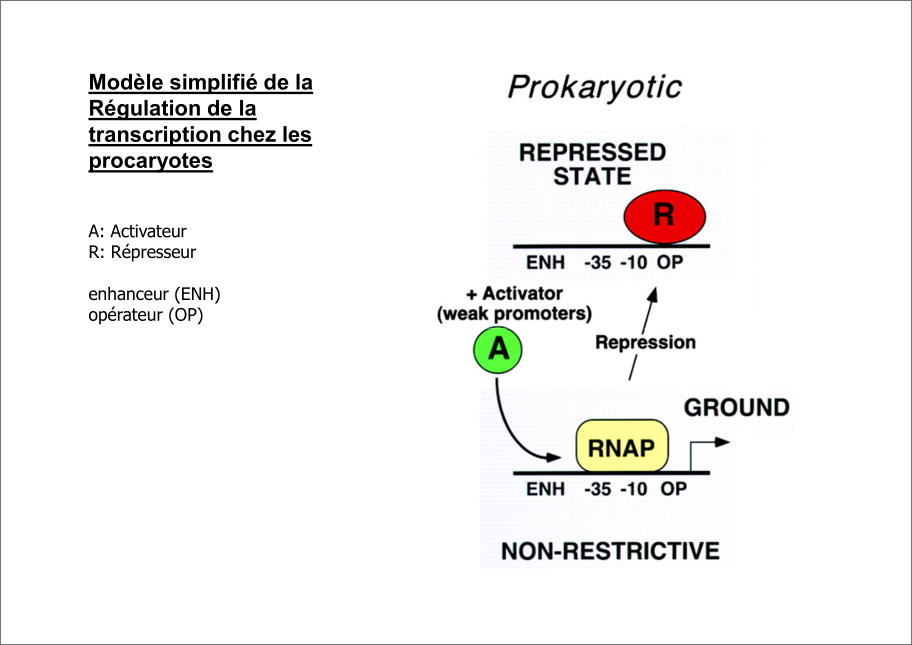 Modèle simplifié de la
Régulation de la
transcription chez les
procaryotes
A: Activateur
R: Répresseur
enhanceur (ENH)
opérateur (OP)
Prokaryotic
REPRESSED
STATE
R
ENH -35 -10 OP
+ Activator
(weak promoters)
A
Repression
GROUND
RNAP
ENH -35 -10 OP
NON-RESTRICTIVE